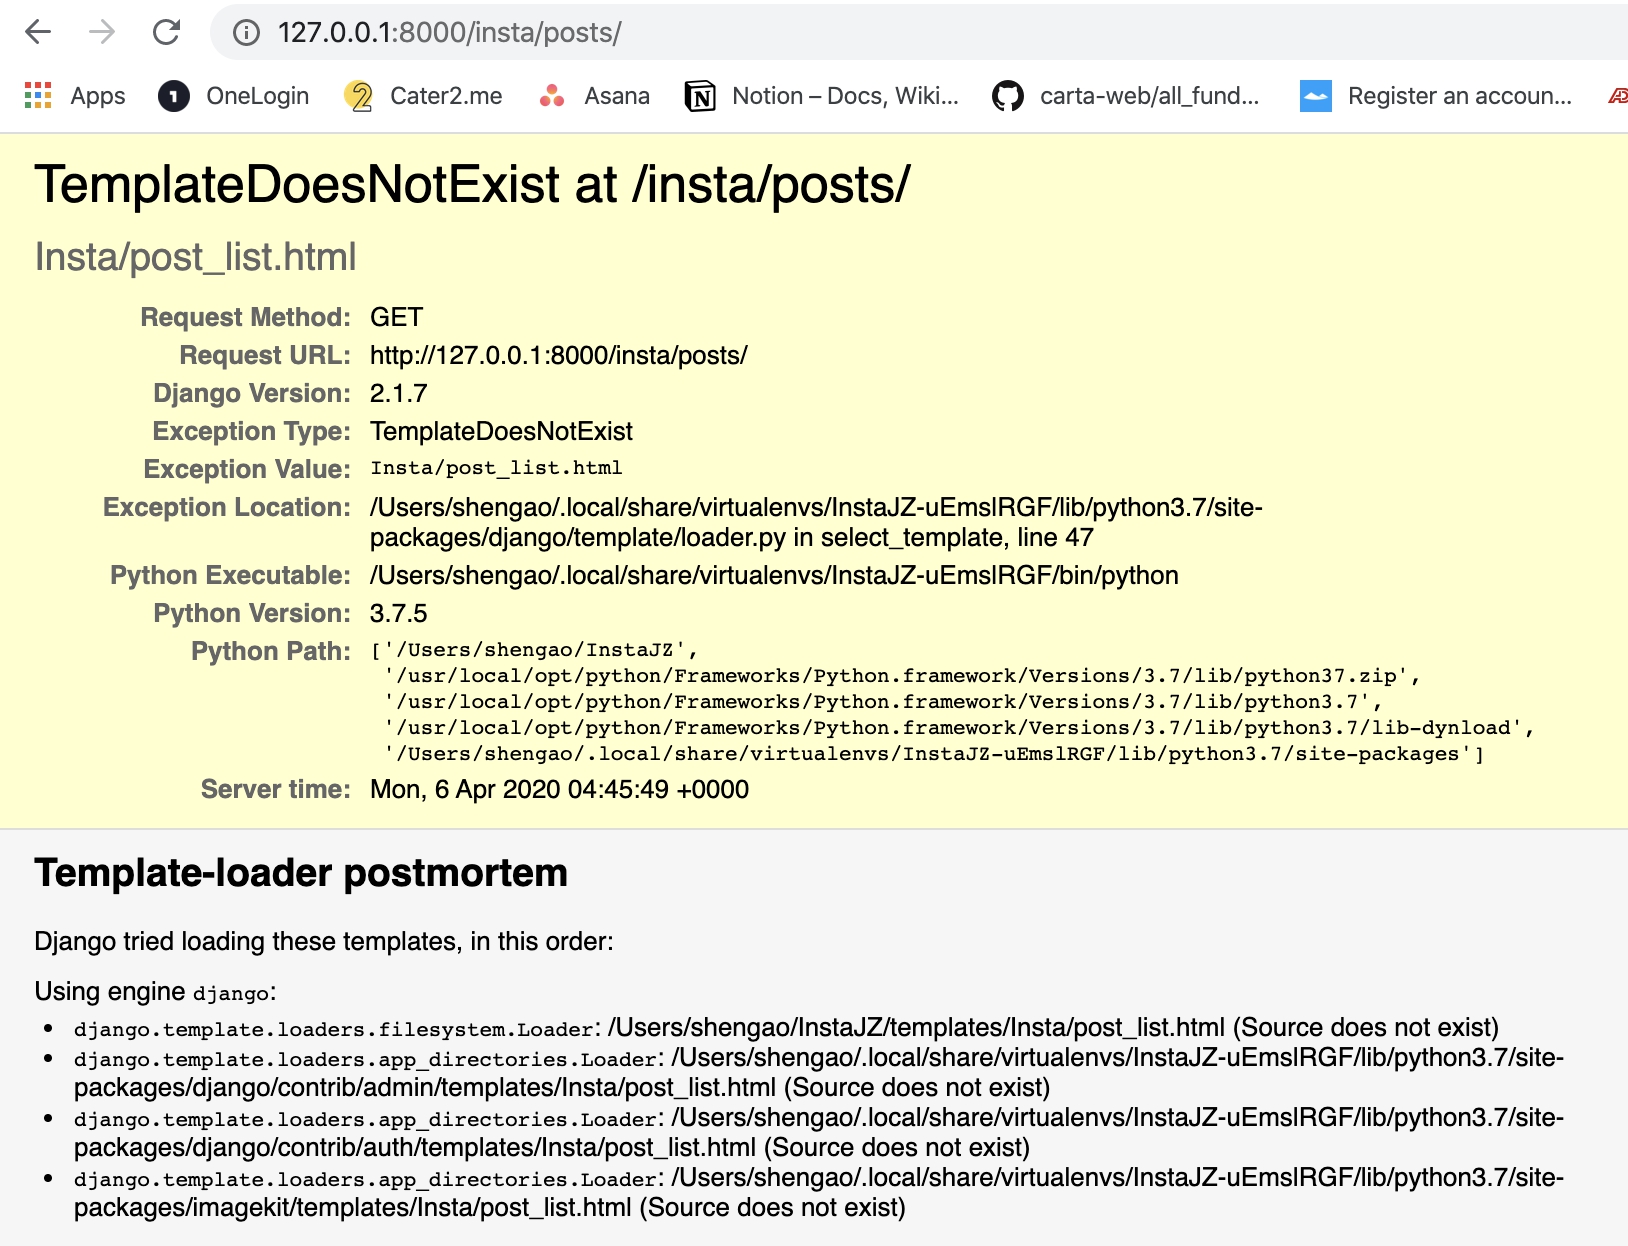 127.0.0.1:8000/insta/posts/
Apps OneLogin Cater2.me Asana Notion – Docs, Wiki... carta-web/all_fund... Register an accoun...
TemplateDoesNotExist at /insta/posts/
Insta/post_list.html
Request Method: GET
Request URL: http://127.0.0.1:8000/insta/posts/
Django Version: 2.1.7
Exception Type: TemplateDoesNotExist
Exception Value: Insta/post_list.html
Exception Location: /Users/shengao/.local/share/virtualenvs/InstaJZ-uEmslRGF/lib/python3.7/site-
packages/django/template/loader.py in select_template, line 47
Python Executable: /Users/shengao/.local/share/virtualenvs/InstaJZ-uEmslRGF/bin/python
Python Version: 3.7.5
Python Path: ['/Users/shengao/InstaJZ',
'/usr/local/opt/python/Frameworks/Python.framework/Versions/3.7/lib/python37.zip',
'/usr/local/opt/python/Frameworks/Python.framework/Versions/3.7/lib/python3.7',
'/usr/local/opt/python/Frameworks/Python.framework/Versions/3.7/lib/python3.7/lib-dynload',
'/Users/shengao/.local/share/virtualenvs/InstaJZ-uEmslRGF/lib/python3.7/site-packages']
Server time: Mon, 6 Apr 2020 04:45:49 +0000
Template-loader postmortem
Django tried loading these templates, in this order:
Using engine django:
• django.template.loaders.filesystem.Loader: /Users/shengao/InstaJZ/templates/Insta/post_list.html (Source does not exist)
• django.template.loaders.app_directories.Loader: /Users/shengao/.local/share/virtualenvs/InstaJZ-uEmslRGF/lib/python3.7/site-
packages/django/contrib/admin/templates/Insta/post_list.html (Source does not exist)
• django.template.loaders.app_directories.Loader: /Users/shengao/.local/share/virtualenvs/InstaJZ-uEmslRGF/lib/python3.7/site-
packages/django/contrib/auth/templates/Insta/post_list.html (Source does not exist)
• django.template.loaders.app_directories.Loader: /Users/shengao/.local/share/virtualenvs/InstaJZ-uEmslRGF/lib/python3.7/site-
packages/imagekit/templates/Insta/post_list.html (Source does not exist)